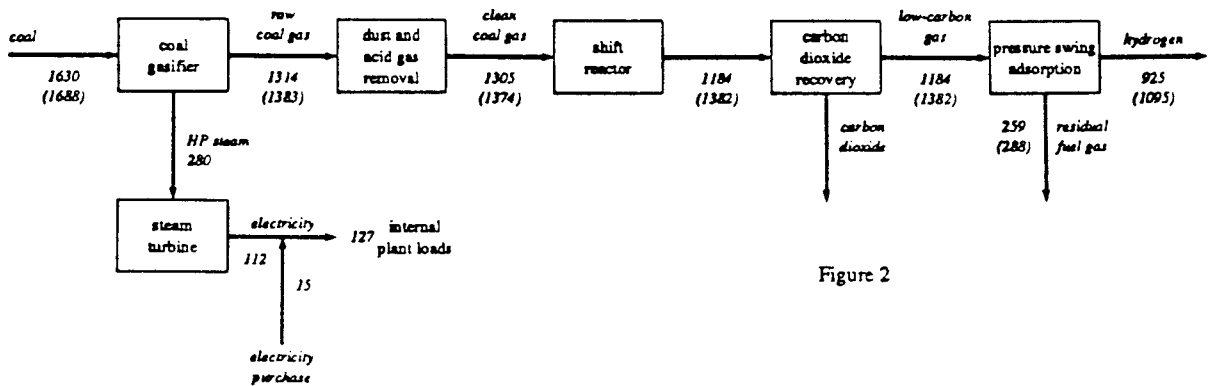 coal
1630
(1688)
coal
gasifier
raw
coal gas
1314
(1383)
dust and
acid gas
removal
clean
coal gas
1305
(1374)
shift
reactor
1184
(1382)
carbon
dioxide
recovery
low-carbon
gas
1184
(1382)
pressure swing
adsorption
hydrogen
925
(1095)
HP steam
280
carbon
dioxide
259
(288)
residual
fuel gas
steam
turbine
electricity
112
127
internal
plant loads
15
electricity
purchase
Figure 2